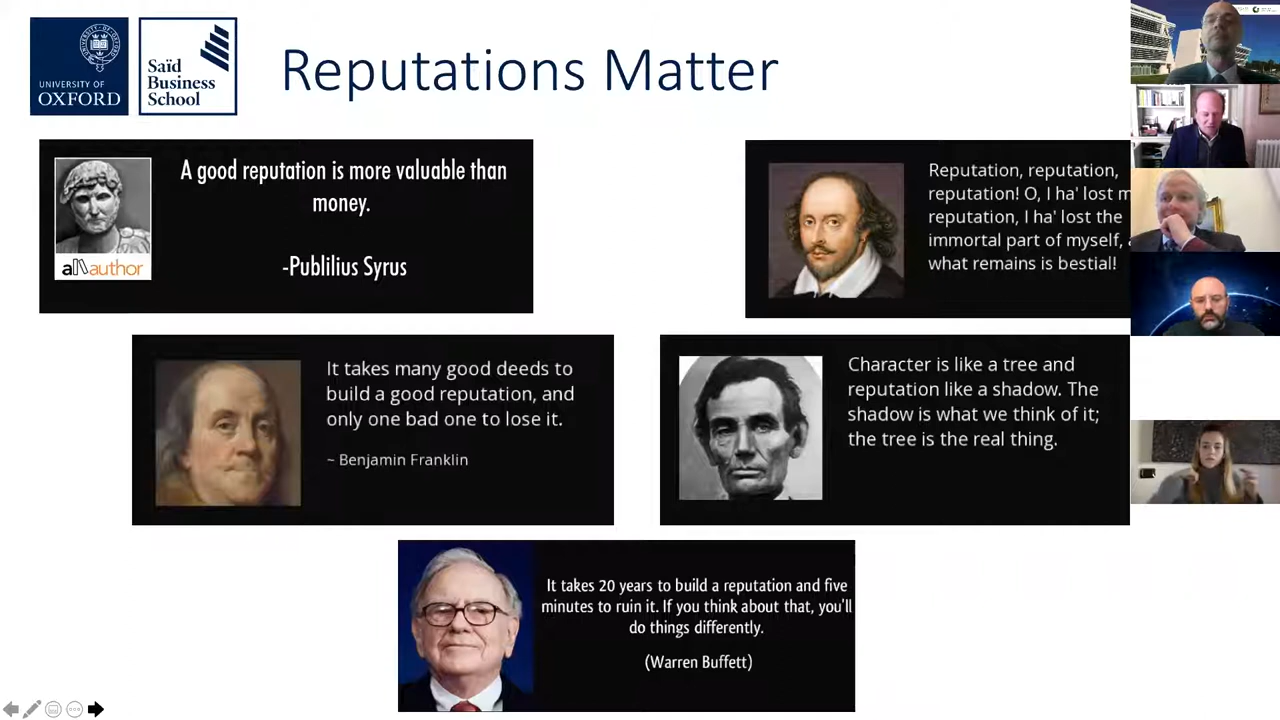 UNIVERSITY OF
OXFORD
Saïd
Business
School
Reputations Matter
A good reputation is more valuable than
money.
-Publilius Syrus
allauthor
Reputation, reputation,
reputation! O, I ha' lost
reputation, I ha' lost the
immortal part of myself,
what remains is bestial!
It takes many good deeds to
build a good reputation, and
only one bad one to lose it.
~ Benjamin Franklin
Character is like a tree and
reputation like a shadow. The
shadow is what we think of it;
the tree is the real thing.
It takes 20 years to build a reputation and five
minutes to ruin it. If you think about that, you'll
do things differently.
(Warren Buffett)